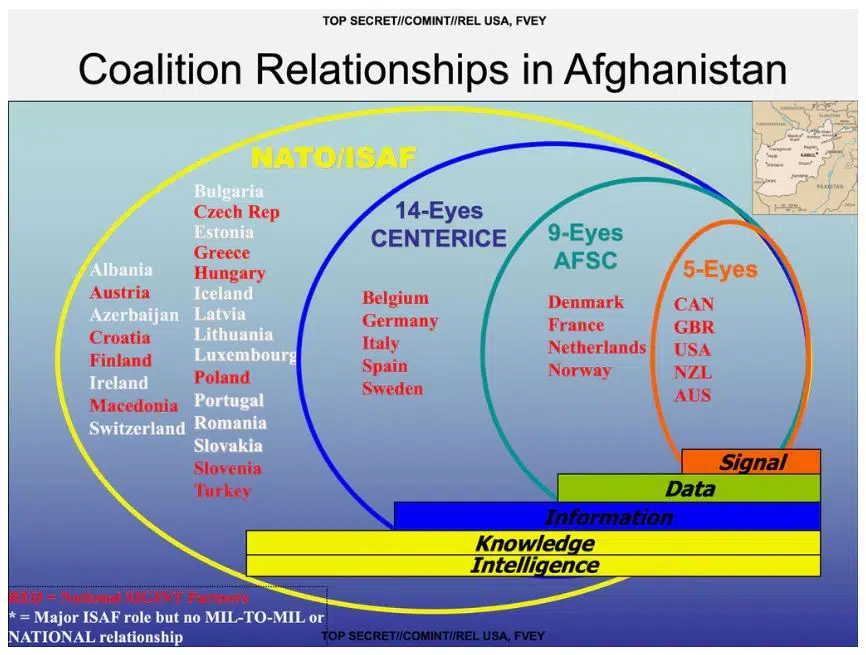 TOP SECRET//COMINT//REL USA, FVEY
Coalition Relationships in Afghanistan
NATO/ISAF
Albania
Austria
Azerbaijan
Croatia
Finland
Ireland
Macedonia
Switzerland
Bulgaria
Czech Rep
Estonia
Greece
Hungary
Iceland
Latvia
Lithuania
Luxembourg
Poland
Portugal
Romania
Slovakia
Slovenia
Turkey
14-Eyes
CENTERICE
Belgium
Germany
Italy
Spain
Sweden
9-Eyes
AFSC
Denmark
France
Netherlands
Norway
5-Eyes
CAN
GBR
USA
NZL
AUS
KABUL
PAKISTAN
Signal
Data
Information
Knowledge
Intelligence
RED = National SIGINT Partners
* = Major ISAF role but no MIL-TO-MIL or
NATIONAL relationship
TOP SECRET//COMINT//REL USA, FVEY